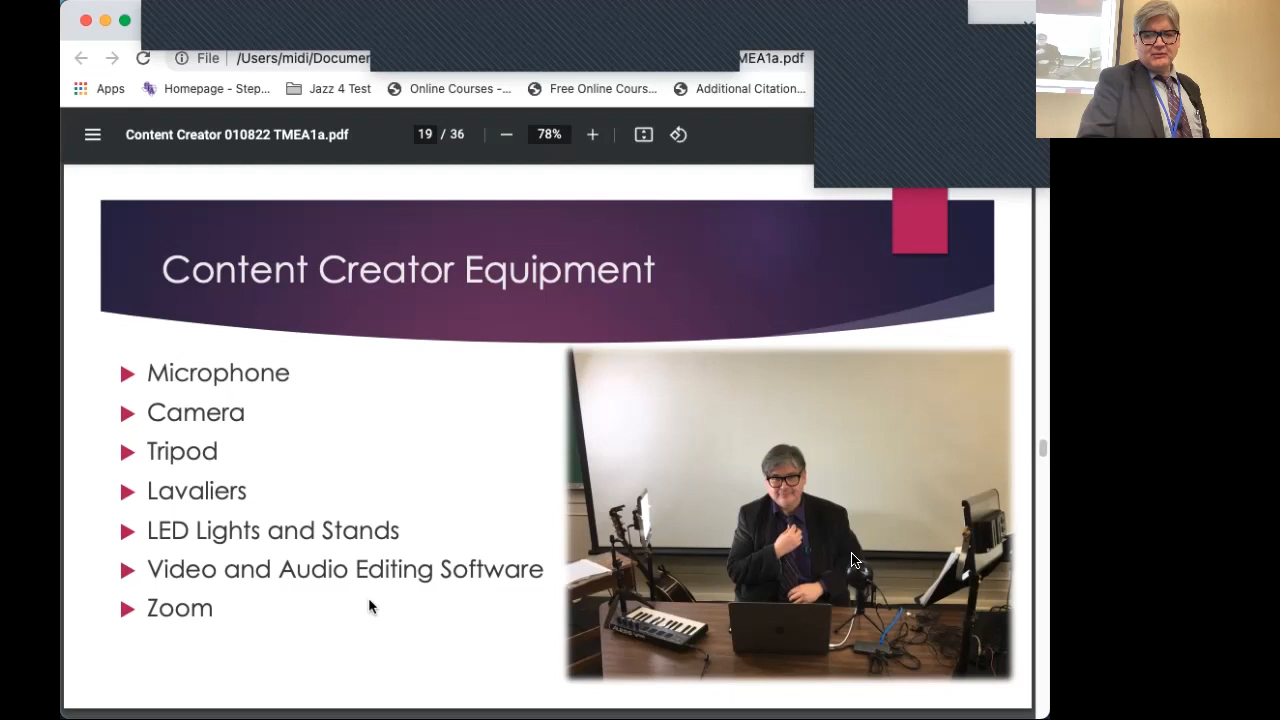 File | /Users/midi/Documen
MEA1a.pdf
Apps Homepage - Step... Jazz 4 Test Online Courses -... Free Online Cours... Additional Citation...
Content Creator 010822 TMEA1a.pdf 19 / 36 78%
Content Creator Equipment
Microphone
Camera
Tripod
Lavaliers
LED Lights and Stands
Video and Audio Editing Software
Zoom